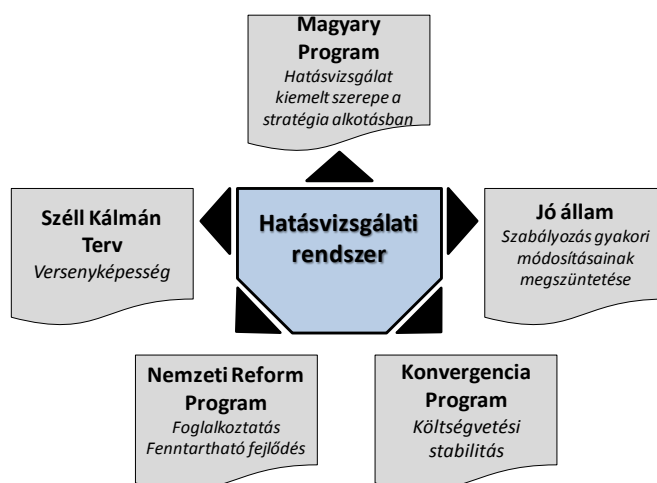 Magyary
Program
Hatásvizsgálat
kiemelt szerepe a
stratégia alkotásban
Széll Kálmán
Terv
Versenyképesség
Hatásvizsgálati
rendszer
Jó állam
Szabályozás gyakori
módosításainak
megszüntetése
Nemzeti Reform
Program
Foglalkoztatás
Fenntartható fejlődés
Konvergencia
Program
Költségvetési
stabilitás